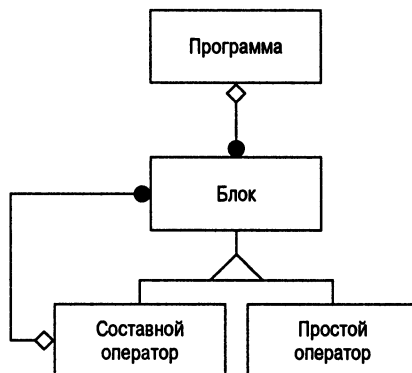 Программа
Блок
Составной
оператор
Простой
оператор